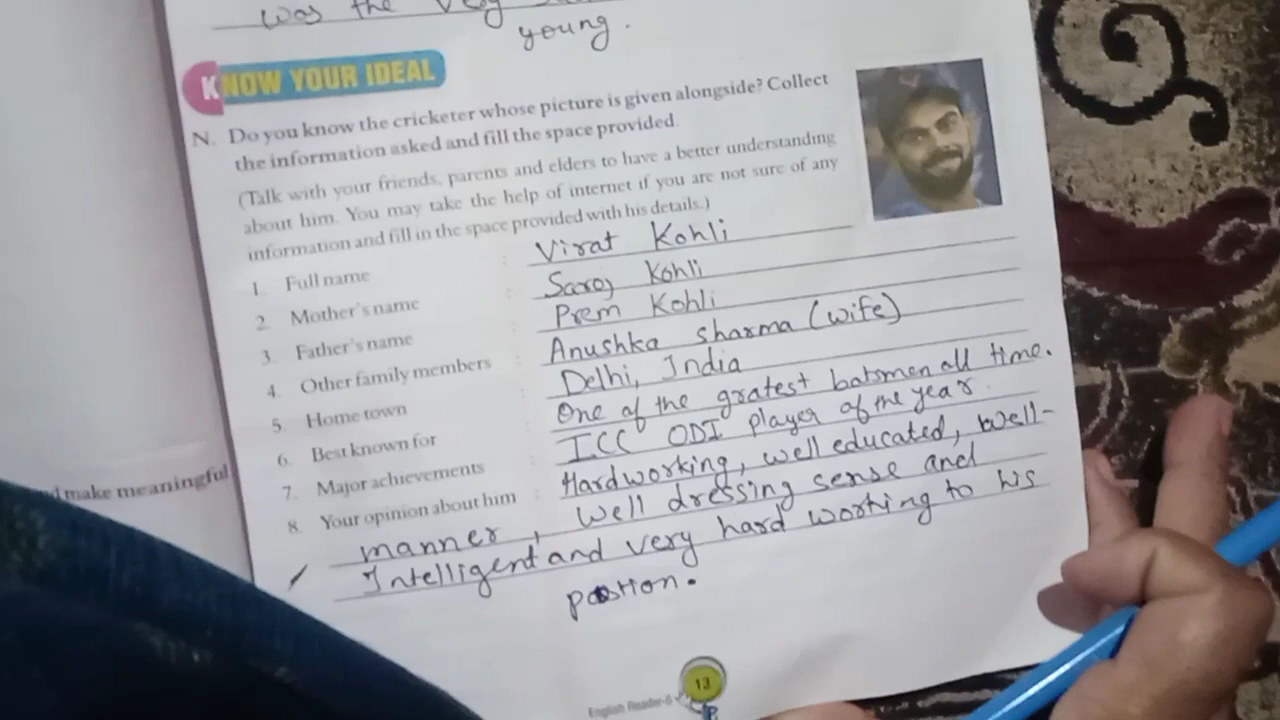 was the very
young.
KNOW YOUR IDEAL
N. Do you know the cricketer whose picture is given alongside? Collect
the information asked and fill the space provided.
(Talk with your friends, parents and elders to have a better understanding
about him. You may take the help of internet if you are not sure of any
information and fill in the space provided with his details.)
1. Full name : Virat Kohli
2. Mother's name : Saroj Kohli
3. Father's name : Prem Kohli
4. Other family members : Anushka sharma (wife)
5. Home town : Delhi, India
6. Best known for : One of the gratest batsmen all time.
7. Major achievements : ICC ODI player of the year.
8. Your opinion about him : Hardworking, well educated, well-
manner, well dressing sense and
Intelligent and very hard working to his
make meaningful
English Reader-6
13